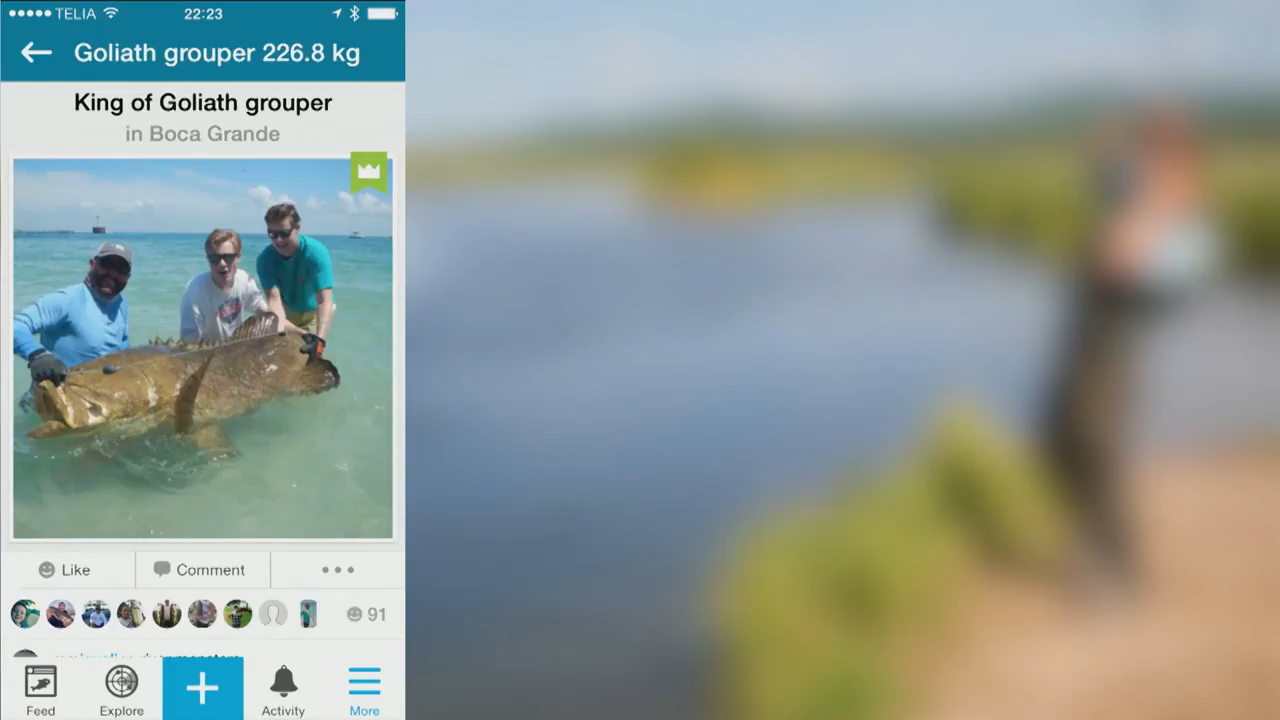 TELIA 22:23
Goliath grouper 226.8 kg
King of Goliath grouper
in Boca Grande
Like Comment
91
Feed Explore Activity More